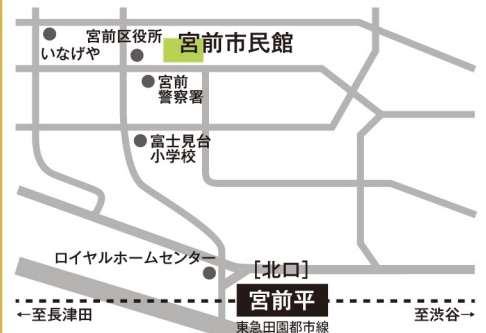 宮前区役所
宮前市民館
いなげや
宮前
警察署
富士見台
小学校
ロイヤルホームセンター
［北口］
宮前平
←至長津田
至渋谷→
東急田園都市線